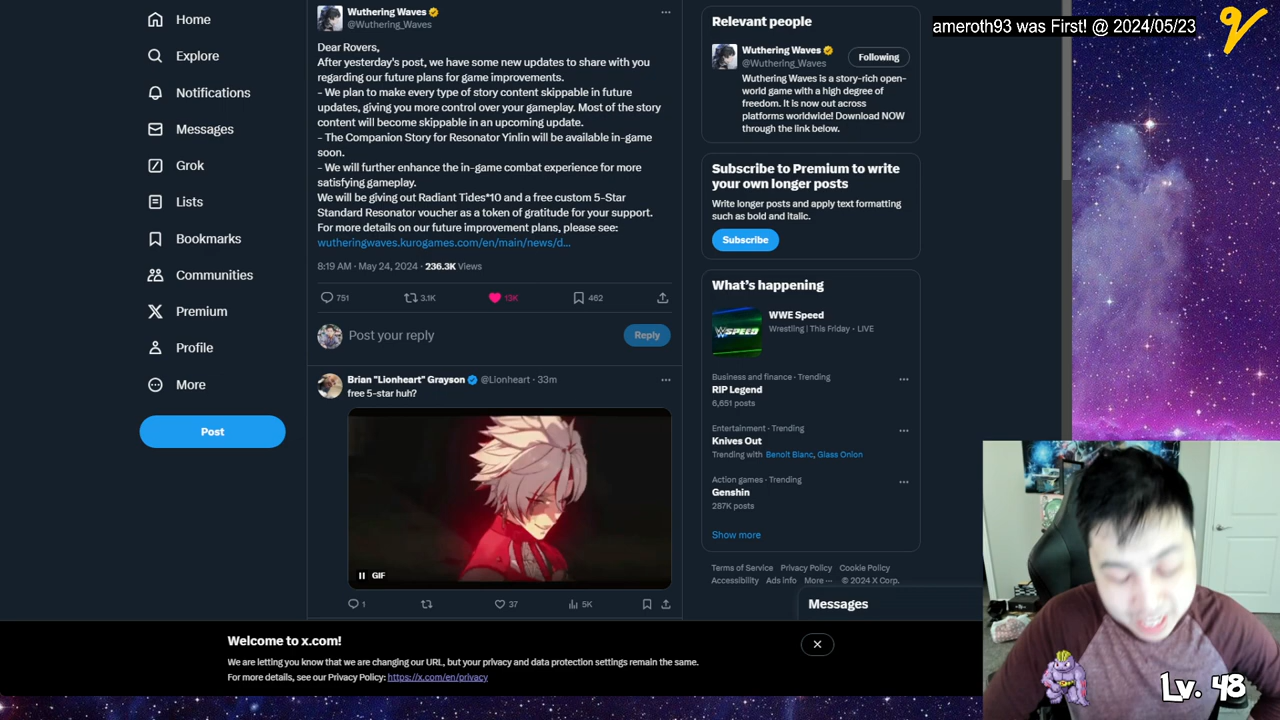 Home
Explore
Notifications
Messages
Grok
Lists
Bookmarks
Communities
Premium
Profile
More
Post
Wuthering Waves
@Wuthering_Waves
Dear Rovers,
After yesterday's post, we have some new updates to share with you
regarding our future plans for game improvements.
- We plan to make every type of story content skippable in future
updates, giving you more control over your gameplay. Most of the story
content will become skippable in an upcoming update.
- The Companion Story for Resonator Yinlin will be available in-game
soon.
- We will further enhance the in-game combat experience for more
satisfying gameplay.
We will be giving out Radiant Tides*10 and a free custom 5-Star
Standard Resonator voucher as a token of gratitude for your support.
For more details on our future improvement plans, please see:
wutheringwaves.kurogames.com/en/main/news/d...
8:19 AM · May 24, 2024 · 236.3K Views
751 3.1K 13K 462
Post your reply
Reply
Brian "Lionheart" Grayson @Lionheart · 33m
free 5-star huh?
GIF
1 37 5K
Relevant people
Wuthering Waves
@Wuthering_Waves
Following
Wuthering Waves is a story-rich open-
world game with a high degree of
freedom. It is now out across
platforms worldwide! Download NOW
through the link below.
Subscribe to Premium to write
your own longer posts
Write longer posts and apply text formatting
such as bold and italic.
Subscribe
What's happening
WWE SPEED
WWE Speed
Wrestling | This Friday · LIVE
Business and finance · Trending
RIP Legend
6,651 posts
Entertainment · Trending
Knives Out
Trending with Benoit Blanc, Glass Onion
Action games · Trending
Genshin
287K posts
Show more
Terms of Service Privacy Policy Cookie Policy
Accessibility Ads info More ··· © 2024 X Corp.
Messages
Welcome to x.com!
We are letting you know that we are changing our URL, but your privacy and data protection settings remain the same.
For more details, see our Privacy Policy: https://x.com/en/privacy
ameroth93 was First! @ 2024/05/23
Lv. 48